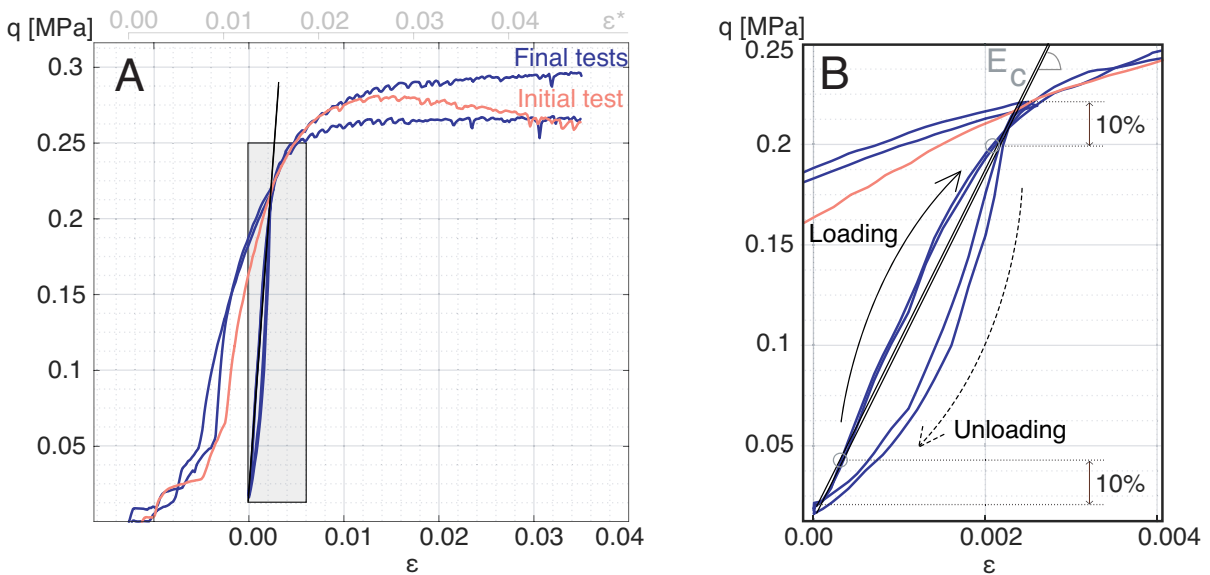 0.00 0.01 0.02 0.03 0.04 ε*
q [MPa]
A
Final tests
Initial test
0.3
0.25
0.2
0.15
0.1
0.05
0.00 0.01 0.02 0.03 0.04
ε
q [MPa]
B
E_c
0.25
0.2
0.15
0.1
0.05
10%
Loading
Unloading
10%
0.00 0.002 0.004
ε